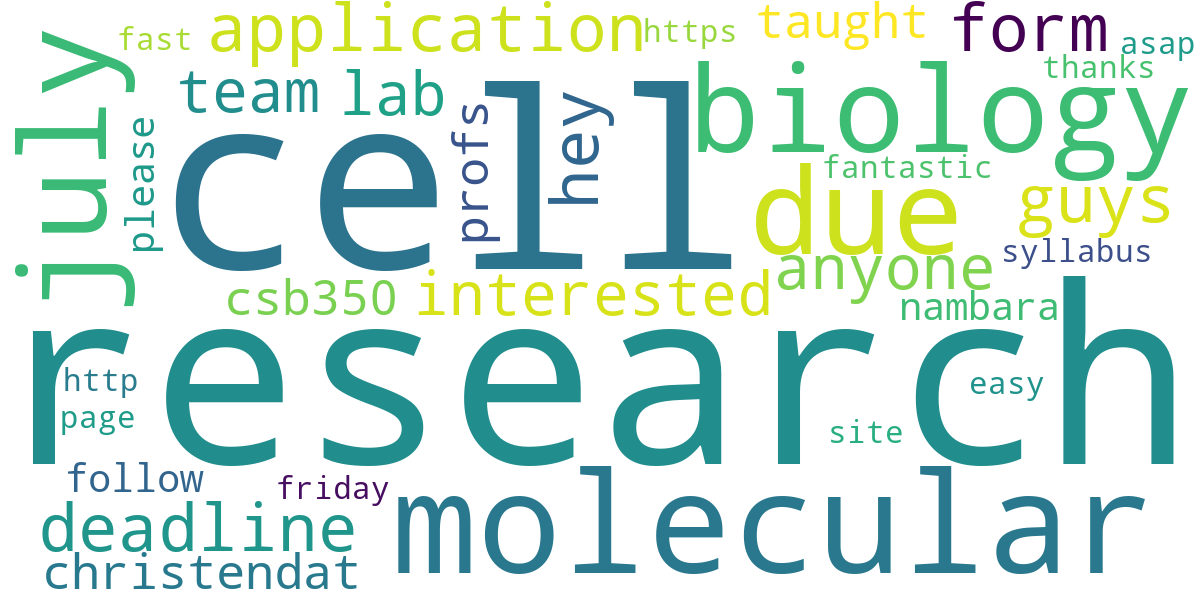 fast
application
https
taught
form
asap
july
team
lab
profs
hey
biology
thanks
please
cell
due
fantastic
guys
syllabus
csb350
interested
anyone
nambara
research
http
page
easy
site
follow
friday
molecular
deadline
christendat